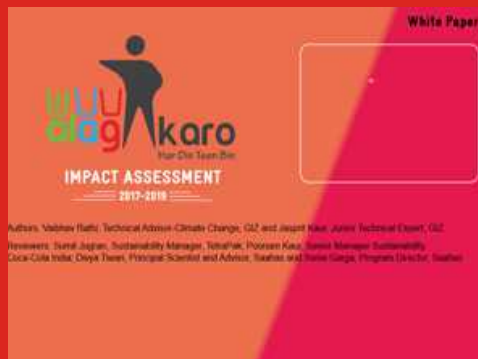 White Paper
alag karo
Har Din Teen Bin
IMPACT ASSESSMENT
2017-2019
Authors: Vaibhav Rathi, Technical Advisor-Climate Change, GIZ and Jasprit Kaur, Junior Technical Expert, GIZ
Reviewers: Sumit Jagran, Sustainability Manager, TetraPak, Poonam Kaur, Senior Manager Sustainability
Coca-Cola India, Divya Tiwari, Principal Scientist and Advisor, Saahas and Sonia Garga, Program Director, Saahas